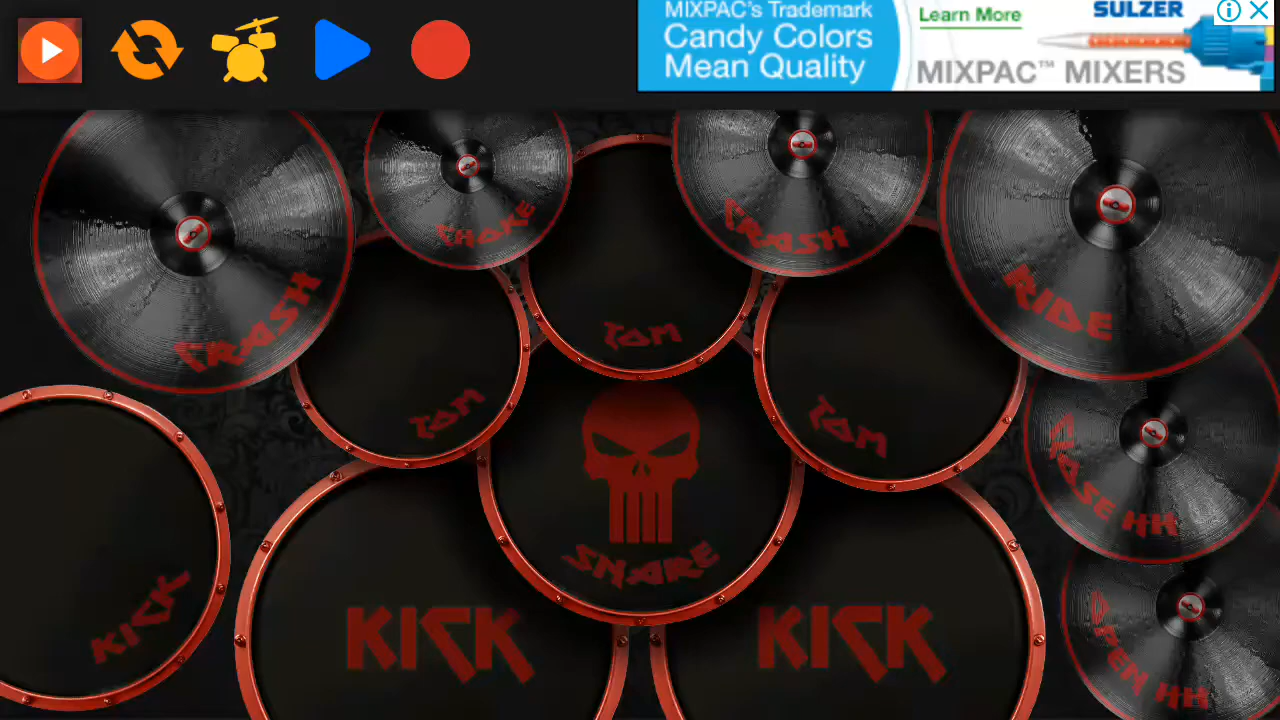 MIXPAC's Trademark
Candy Colors
Mean Quality
Learn More
SULZER
MIXPAC™ MIXERS
CRASH
CHOKE
CRASH
RIDE
TOM
TOM
TOM
CLOSE HH
SNARE
KICK
KICK
KICK
OPEN HH